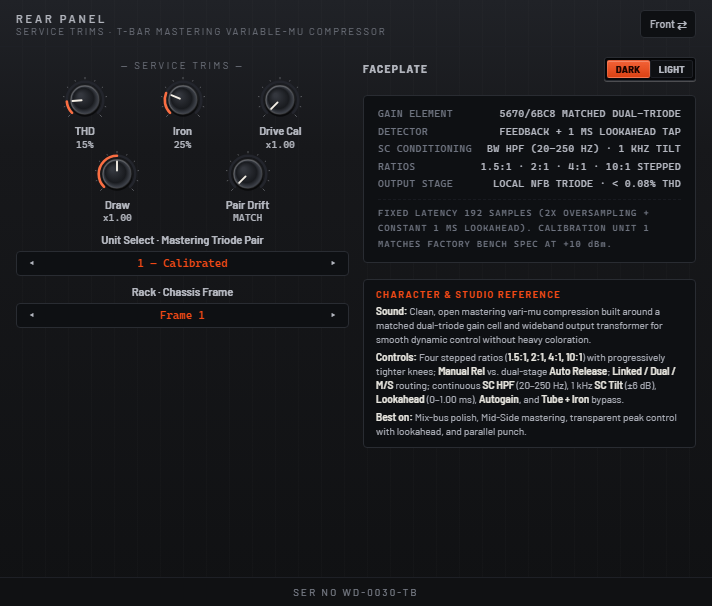 REAR PANEL
SERVICE TRIMS · T-BAR MASTERING VARIABLE-MU COMPRESSOR
Front ⇄
— SERVICE TRIMS —
THD
15%
Iron
25%
Drive Cal
x1.00
Draw
x1.00
Pair Drift
MATCH
Unit Select · Mastering Triode Pair
◂ 1 — Calibrated ▸
Rack · Chassis Frame
◂ Frame 1 ▸
FACEPLATE
DARK LIGHT
GAIN ELEMENT 5670/6BC8 MATCHED DUAL-TRIODE
DETECTOR FEEDBACK + 1 MS LOOKAHEAD TAP
SC CONDITIONING BW HPF (20-250 HZ) · 1 KHZ TILT
RATIOS 1.5:1 · 2:1 · 4:1 · 10:1 STEPPED
OUTPUT STAGE LOCAL NFB TRIODE · < 0.08% THD
FIXED LATENCY 192 SAMPLES (2X OVERSAMPLING +
CONSTANT 1 MS LOOKAHEAD). CALIBRATION UNIT 1
MATCHES FACTORY BENCH SPEC AT +10 dBm.
CHARACTER & STUDIO REFERENCE
Sound: Clean, open mastering vari-mu compression built around a
matched dual-triode gain cell and wideband output transformer for
smooth dynamic control without heavy coloration.
Controls: Four stepped ratios (1.5:1, 2:1, 4:1, 10:1) with progressively
tighter knees; Manual Rel vs. dual-stage Auto Release; Linked / Dual /
M/S routing; continuous SC HPF (20–250 Hz), 1 kHz SC Tilt (±6 dB),
Lookahead (0–1.00 ms), Autogain, and Tube + Iron bypass.
Best on: Mix-bus polish, Mid-Side mastering, transparent peak control
with lookahead, and parallel punch.
SER NO WD-0030-TB